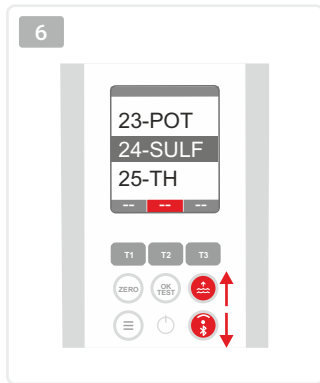 6
23-POT
24-SULF
25-TH
-- -- --
T1 T2 T3
ZERO OK TEST